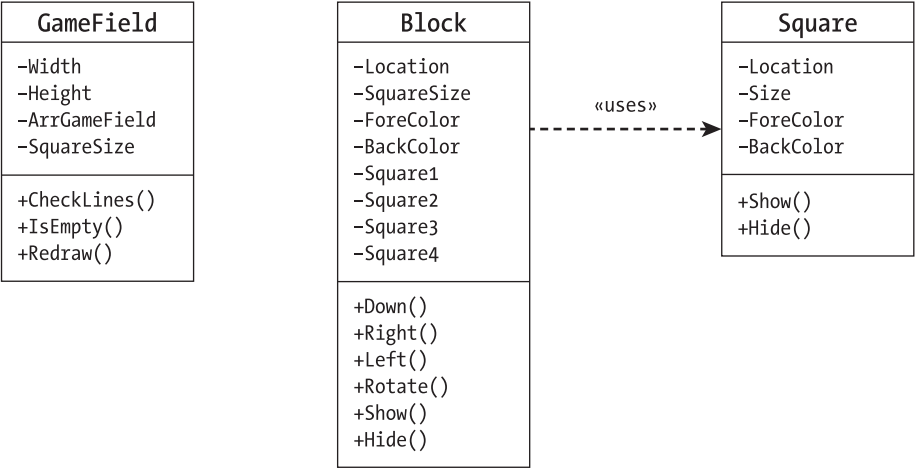 GameField
–Width
–Height
–ArrGameField
–SquareSize
+CheckLines()
+IsEmpty()
+Redraw()
Block
–Location
–SquareSize
–ForeColor
–BackColor
–Square1
–Square2
–Square3
–Square4
+Down()
+Right()
+Left()
+Rotate()
+Show()
+Hide()
«uses»
Square
–Location
–Size
–ForeColor
–BackColor
+Show()
+Hide()